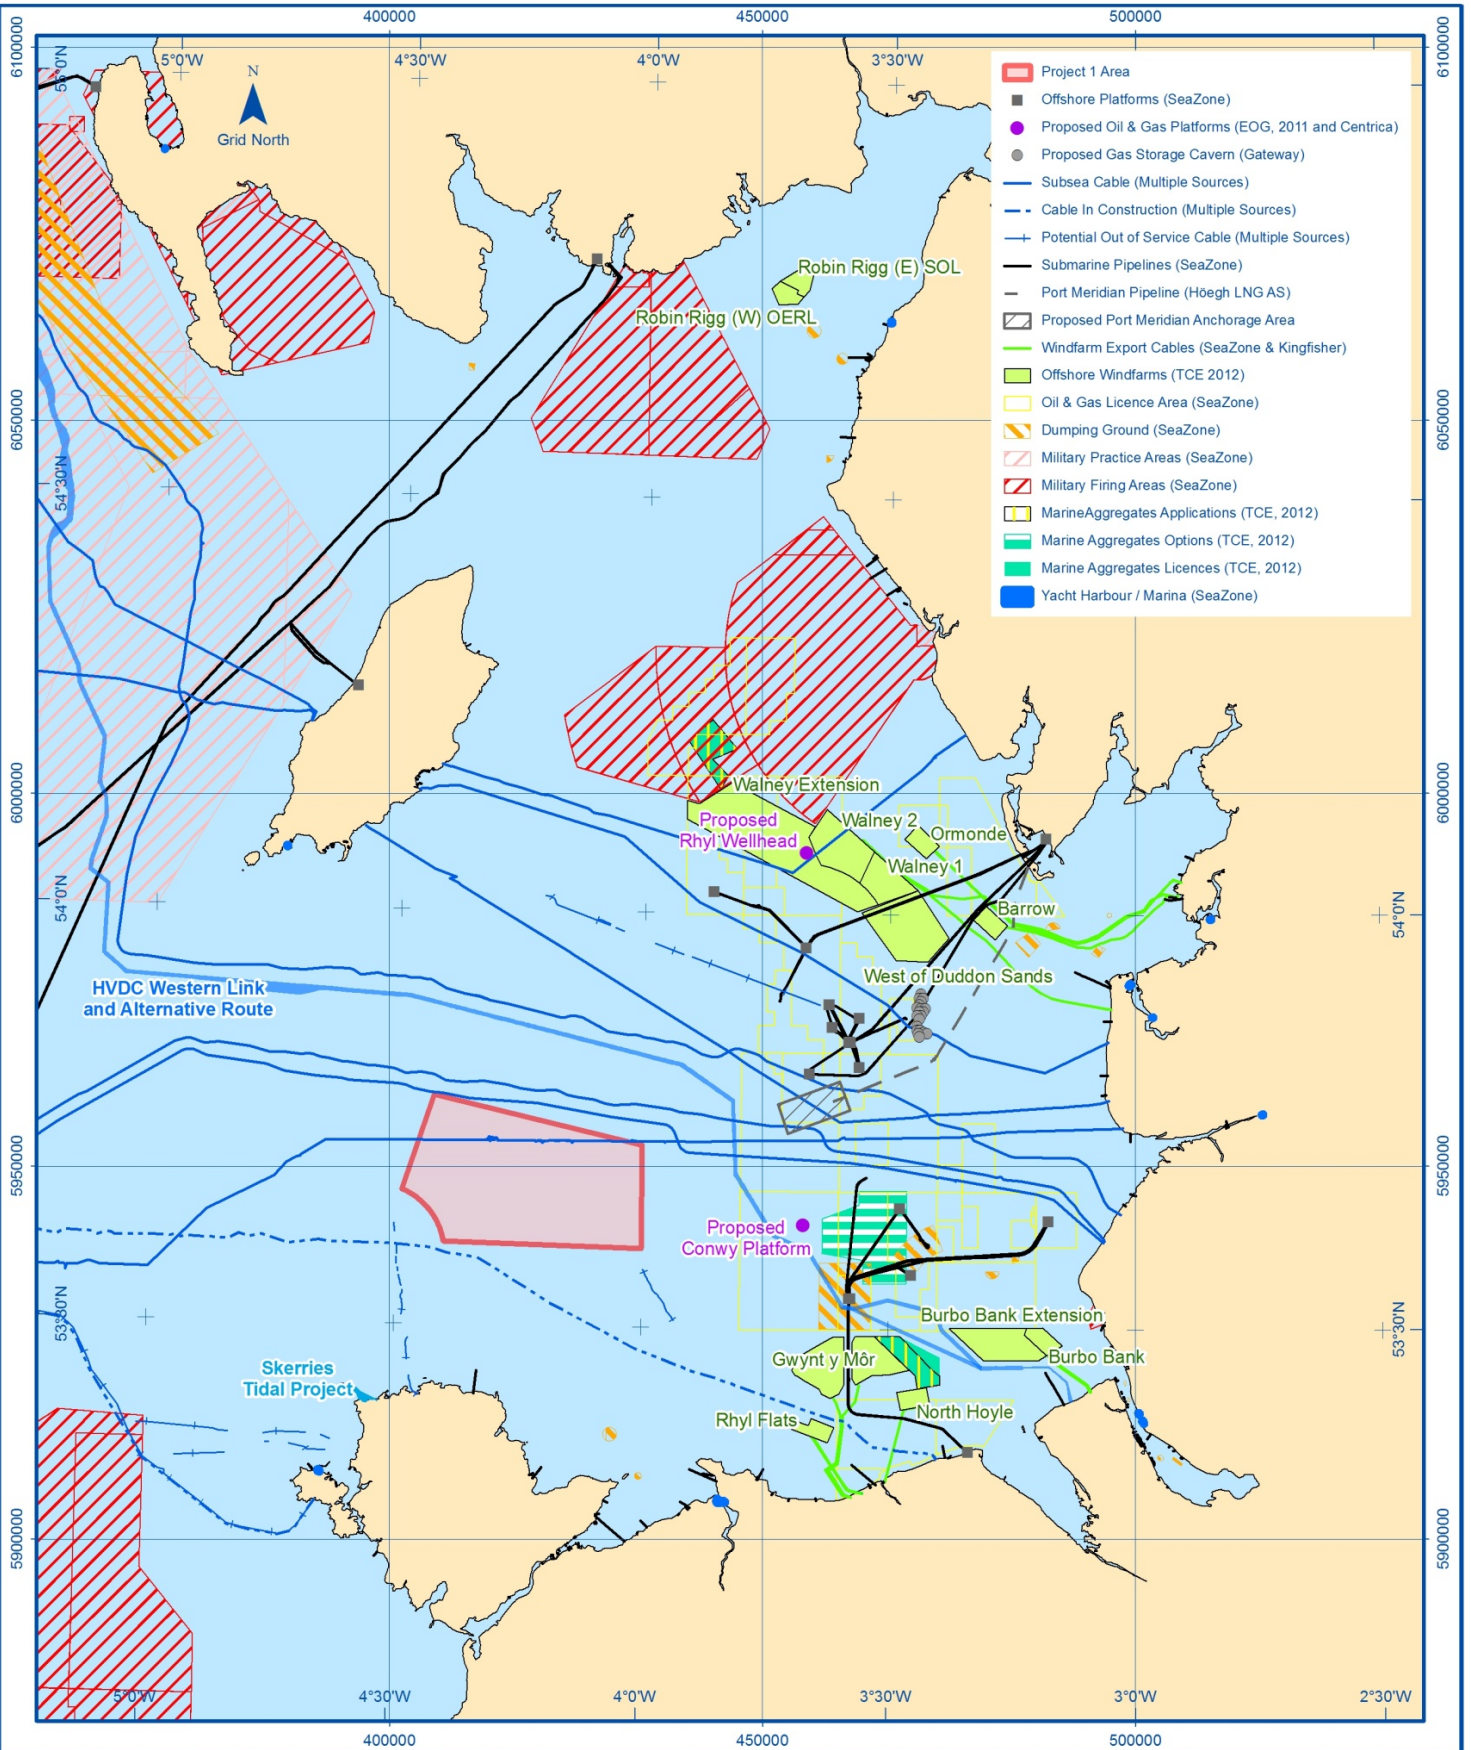 400000
450000
500000
6100000
6100000
5°0'W
4°30'W
4°0'W
3°30'W
N
Grid North
Project 1 Area
Offshore Platforms (SeaZone)
Proposed Oil & Gas Platforms (EOG, 2011 and Centrica)
Proposed Gas Storage Cavern (Gateway)
Subsea Cable (Multiple Sources)
Cable In Construction (Multiple Sources)
Potential Out of Service Cable (Multiple Sources)
Submarine Pipelines (SeaZone)
Port Meridian Pipeline (Höegh LNG AS)
Proposed Port Meridian Anchorage Area
Windfarm Export Cables (SeaZone & Kingfisher)
Offshore Windfarms (TCE 2012)
Oil & Gas Licence Area (SeaZone)
Dumping Ground (SeaZone)
Military Practice Areas (SeaZone)
Military Firing Areas (SeaZone)
MarineAggregates Applications (TCE, 2012)
Marine Aggregates Options (TCE, 2012)
Marine Aggregates Licences (TCE, 2012)
Yacht Harbour / Marina (SeaZone)
Robin Rigg (E) SOL
Robin Rigg (W) OERL
6050000
6050000
54°30'N
Walney Extension
6000000
6000000
Proposed
Rhyl Wellhead
Walney 2
Ormonde
Walney 1
54°0'N
54°0'N
Barrow
West of Duddon Sands
HVDC Western Link
and Alternative Route
5950000
5950000
Proposed
Conwy Platform
53°30'N
53°30'N
Burbo Bank Extension
Burbo Bank
Gwynt y Môr
Skerries
Tidal Project
North Hoyle
Rhyl Flats
5900000
5900000
5°0'W
4°30'W
4°0'W
3°30'W
3°0'W
2°30'W
400000
450000
500000